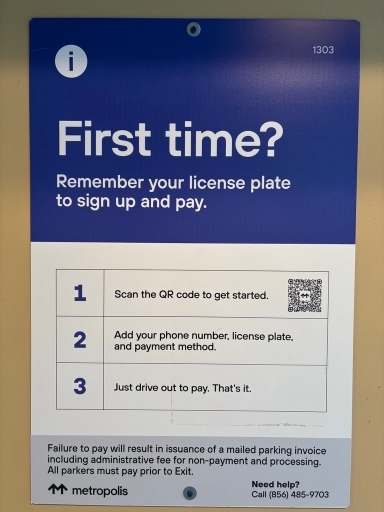 i
1303
First time?
Remember your license plate
to sign up and pay.
1
Scan the QR code to get started.
2
Add your phone number, license plate,
and payment method.
3
Just drive out to pay. That's it.
Failure to pay will result in issuance of a mailed parking invoice
including administrative fee for non-payment and processing.
All parkers must pay prior to Exit.
metropolis
Need help?
Call (856) 485-9703